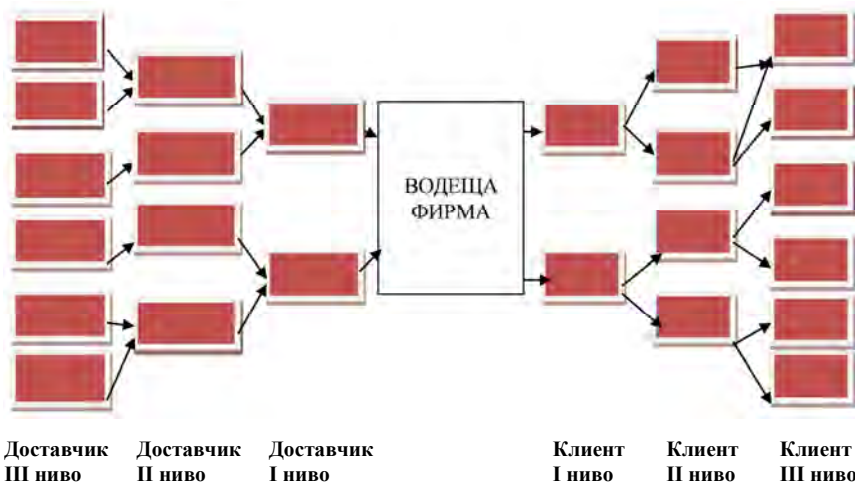 ВОДЕЩА
ФИРМА
Доставчик Доставчик Доставчик Клиент Клиент Клиент
III ниво II ниво I ниво I ниво II ниво III ниво